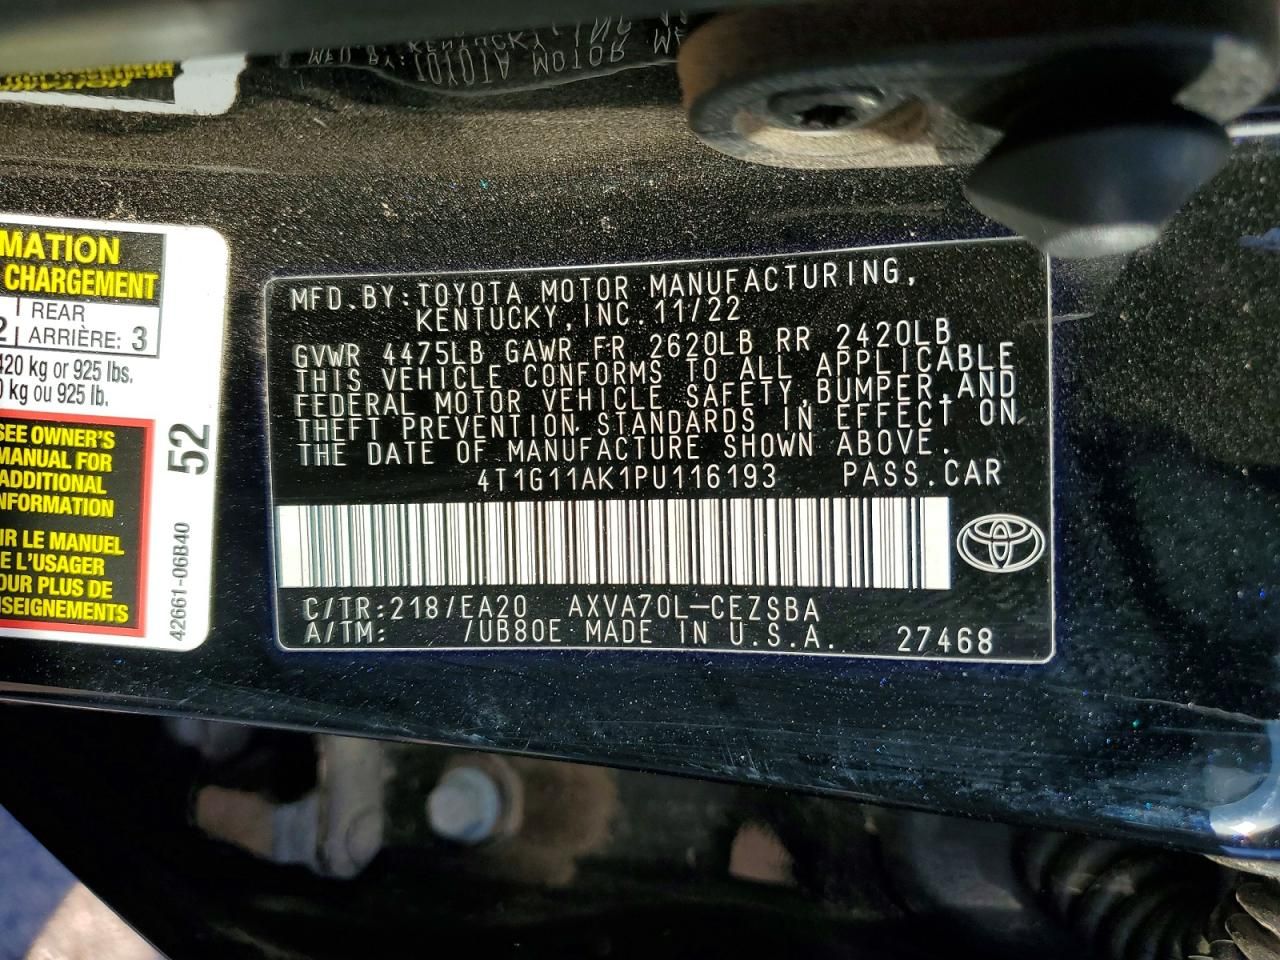 MATION
CHARGEMENT
REAR
2 ARRIÈRE: 3
420 kg or 925 lbs.
0 kg ou 925 lb.
SEE OWNER'S
MANUAL FOR
ADDITIONAL
INFORMATION
IR LE MANUEL
E L'USAGER
OUR PLUS DE
NSEIGNEMENTS
52
42661-06B40
MFD.BY:TOYOTA MOTOR MANUFACTURING,
KENTUCKY,INC.11/22
GVWR 4475LB GAWR FR 2620LB RR 2420LB
THIS VEHICLE CONFORMS TO ALL APPLICABLE
FEDERAL MOTOR VEHICLE SAFETY,BUMPER,AND
THEFT PREVENTION STANDARDS IN EFFECT ON
THE DATE OF MANUFACTURE SHOWN ABOVE.
4T1G11AK1PU116193 PASS.CAR
C/TR:218/EA20 AXVA70L-CEZSBA
A/TM: /UB80E MADE IN U.S.A. 27468